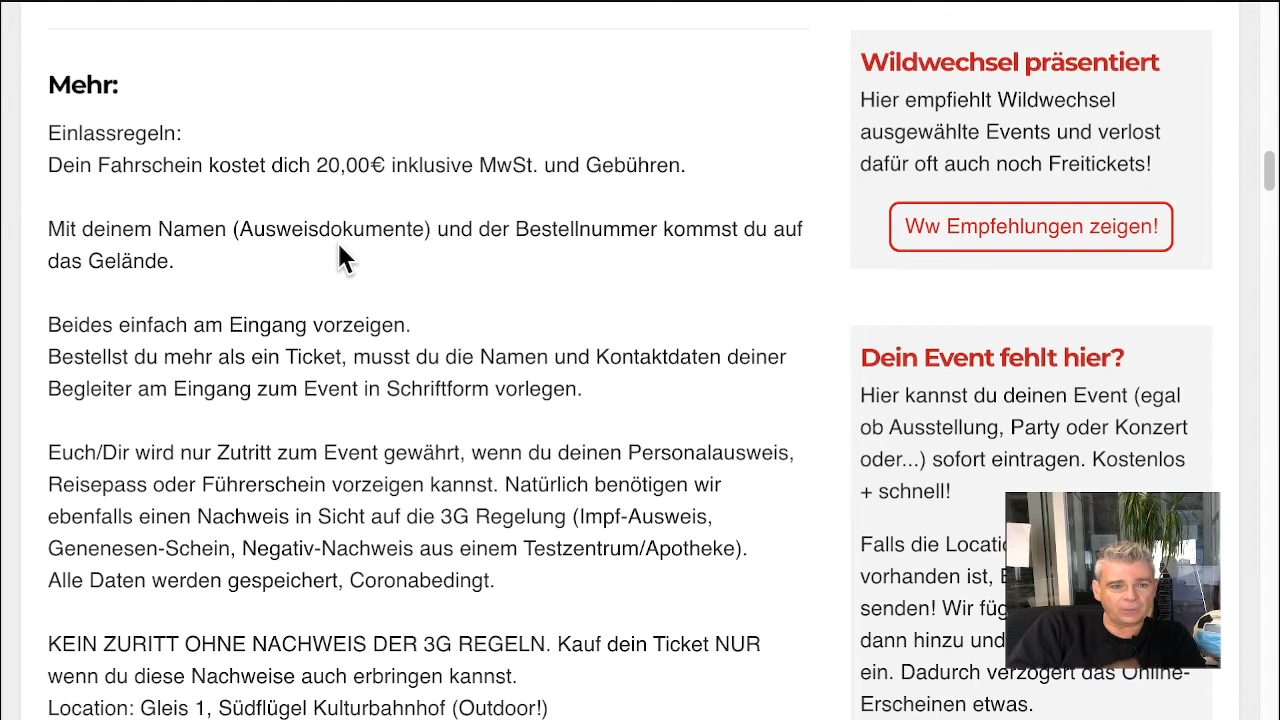 Mehr:
Einlassregeln:
Dein Fahrschein kostet dich 20,00€ inklusive MwSt. und Gebühren.
Mit deinem Namen (Ausweisdokumente) und der Bestellnummer kommst du auf
das Gelände.
Beides einfach am Eingang vorzeigen.
Bestellst du mehr als ein Ticket, musst du die Namen und Kontaktdaten deiner
Begleiter am Eingang zum Event in Schriftform vorlegen.
Euch/Dir wird nur Zutritt zum Event gewährt, wenn du deinen Personalausweis,
Reisepass oder Führerschein vorzeigen kannst. Natürlich benötigen wir
ebenfalls einen Nachweis in Sicht auf die 3G Regelung (Impf-Ausweis,
Genenesen-Schein, Negativ-Nachweis aus einem Testzentrum/Apotheke).
Alle Daten werden gespeichert, Coronabedingt.
KEIN ZURITT OHNE NACHWEIS DER 3G REGELN. Kauf dein Ticket NUR
wenn du diese Nachweise auch erbringen kannst.
Location: Gleis 1, Südflügel Kulturbahnhof (Outdoor!)
Wildwechsel präsentiert
Hier empfiehlt Wildwechsel
ausgewählte Events und verlost
dafür oft auch noch Freitickets!
Ww Empfehlungen zeigen!
Dein Event fehlt hier?
Hier kannst du deinen Event (egal
ob Ausstellung, Party oder Konzert
oder...) sofort eintragen. Kostenlos
+ schnell!
Falls die
vorhanden ist,
senden! Wir
dann hinzu und
ein. Dadurch verzögert das Online-
Erscheinen etwas.